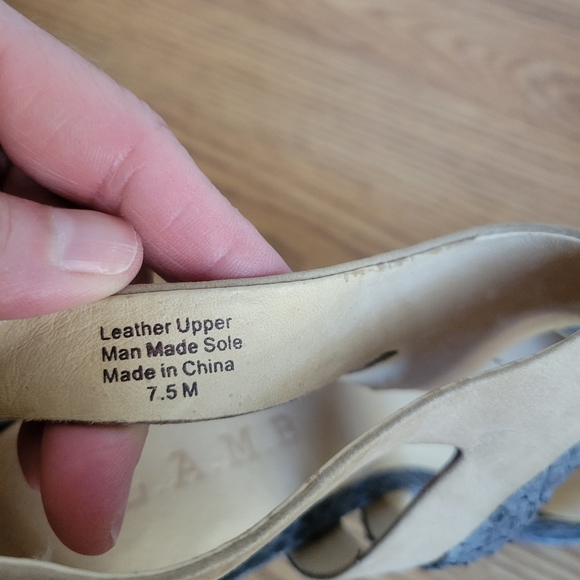 Leather Upper
Man Made Sole
Made in China
7.5 M
L.A.M.B